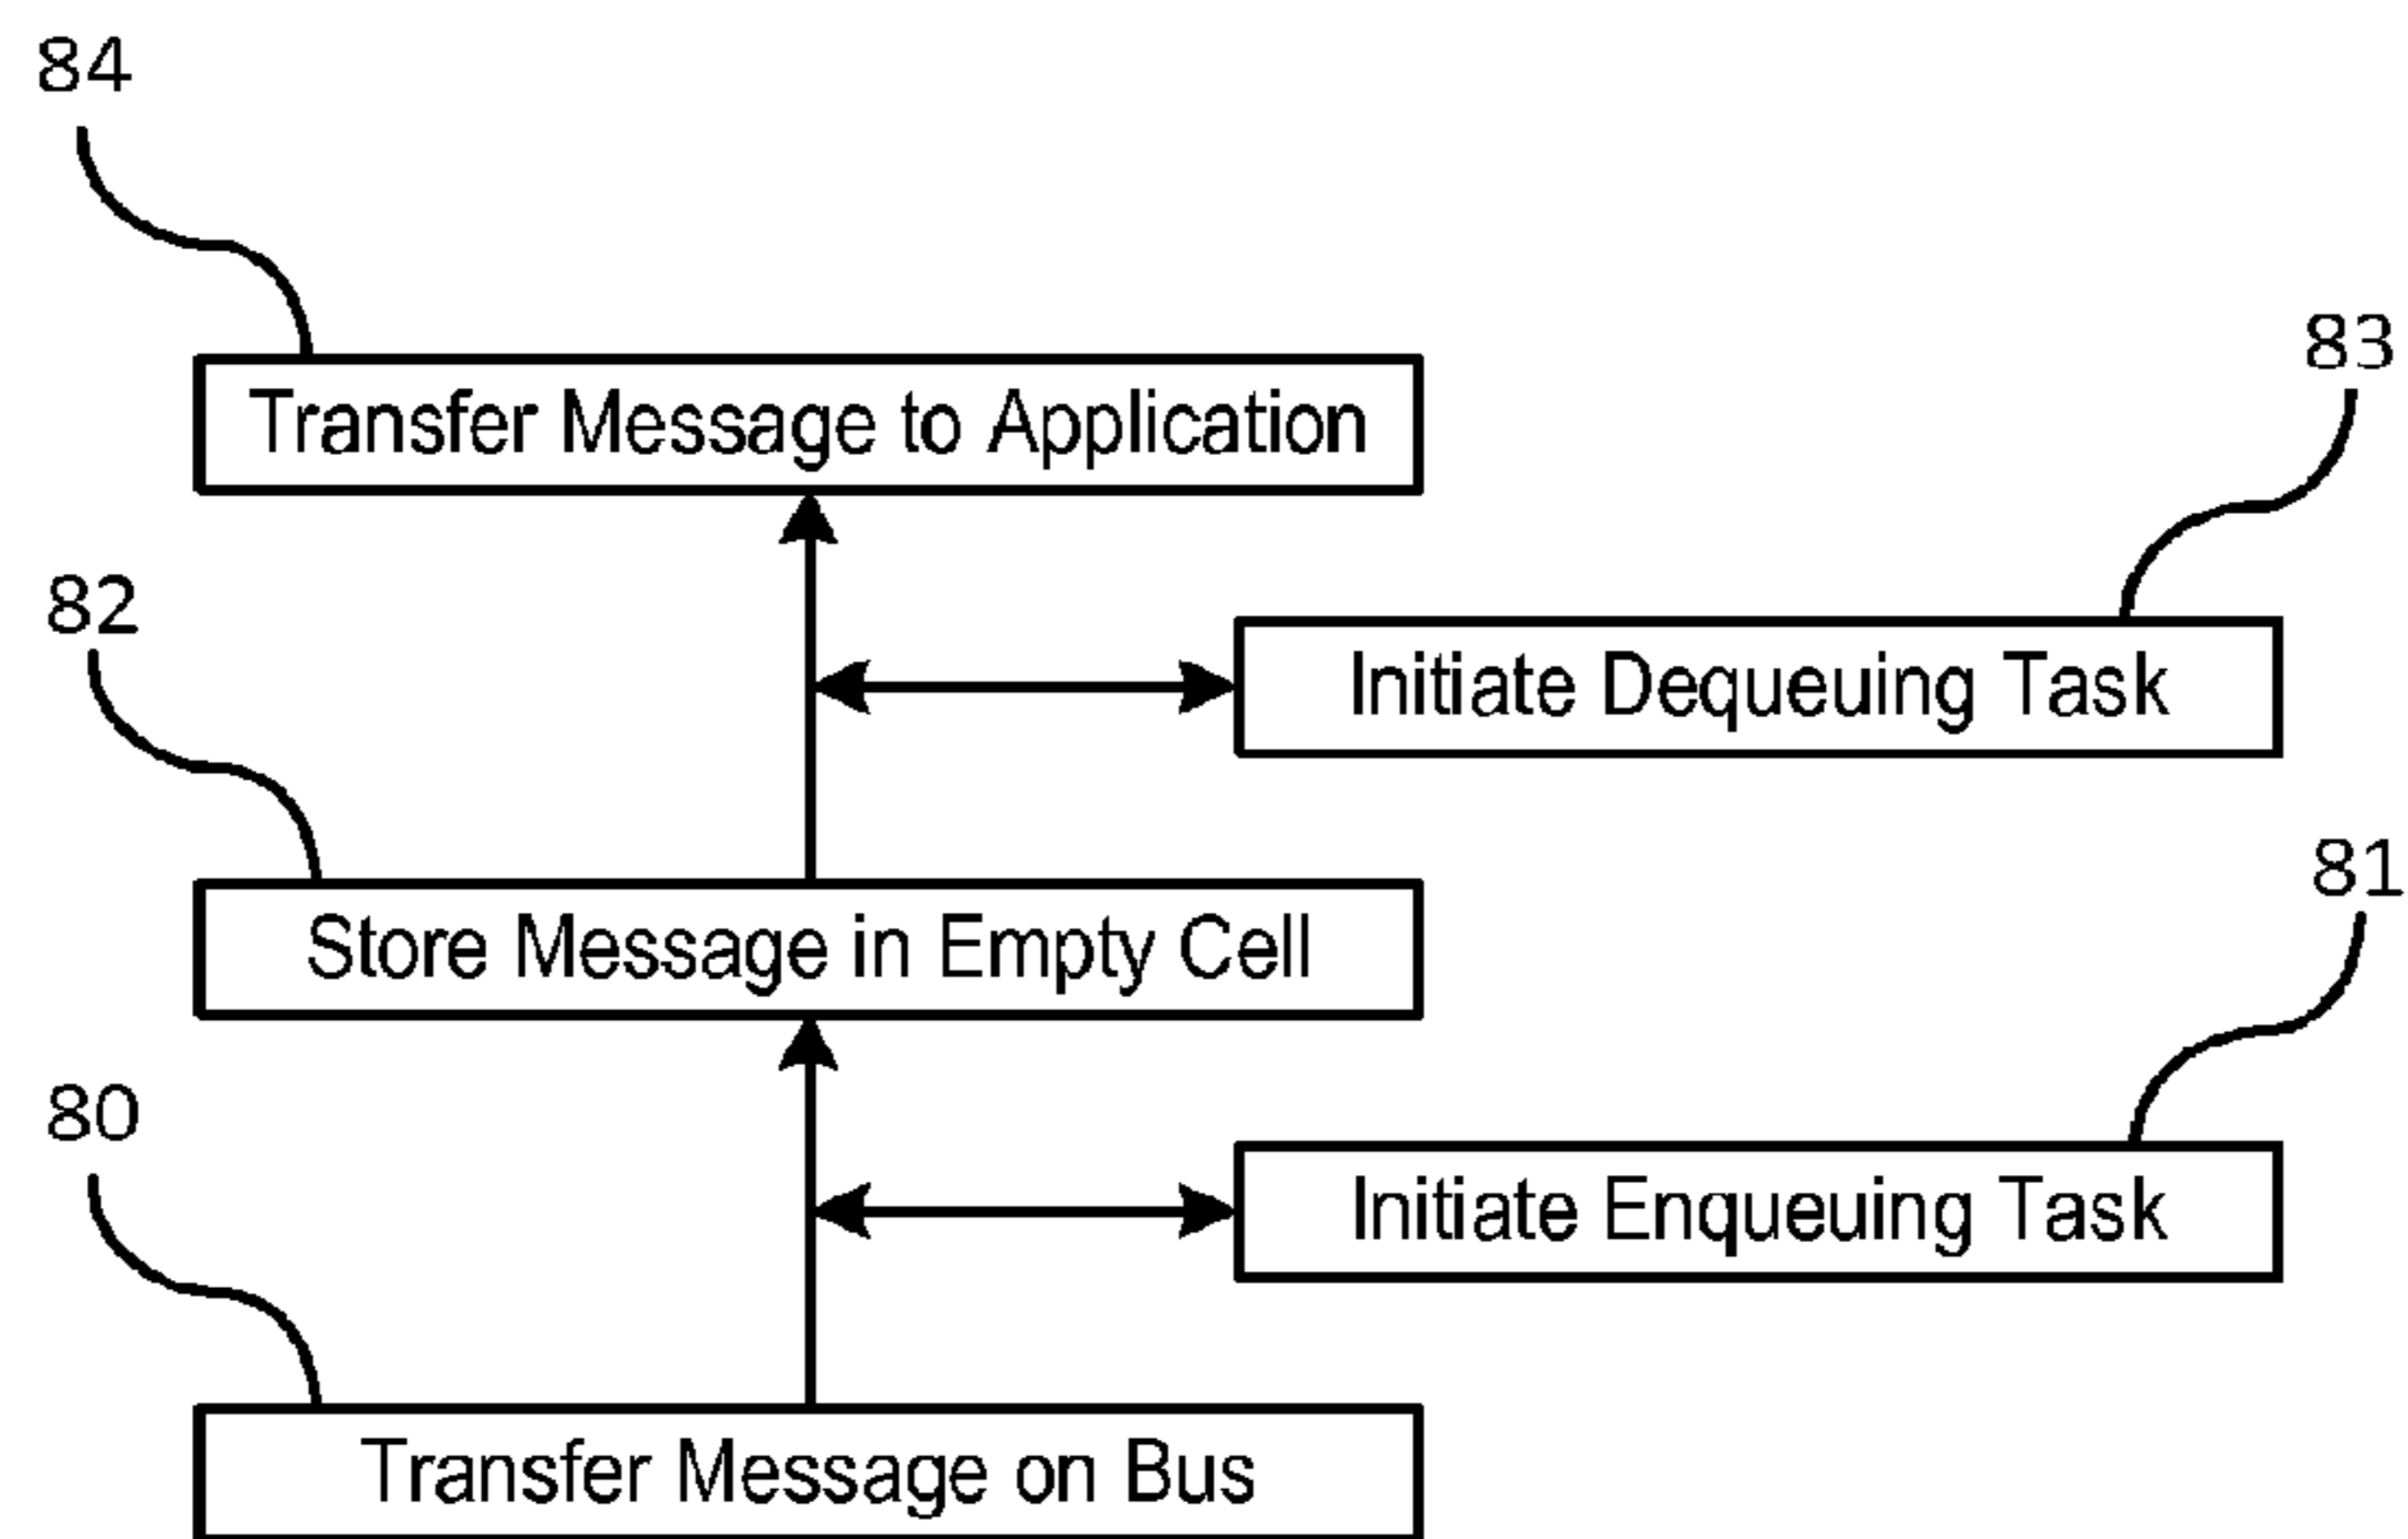 84
83
Transfer Message to Application
82
Initiate Dequeuing Task
81
Store Message in Empty Cell
80
Initiate Enqueuing Task
Transfer Message on Bus